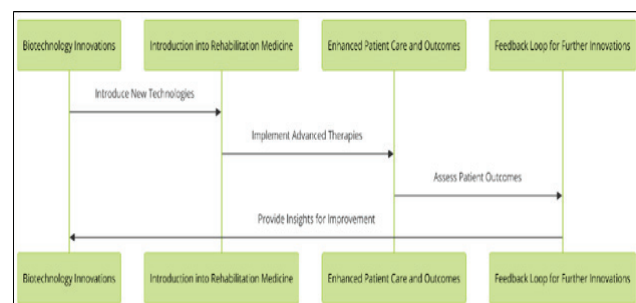 Biotechnology Innovations
Introduction into Rehabilitation Medicine
Enhanced Patient Care and Outcomes
Feedback Loop for Further Innovations
Introduce New Technologies
Implement Advanced Therapies
Assess Patient Outcomes
Provide Insights for Improvement
Biotechnology Innovations
Introduction into Rehabilitation Medicine
Enhanced Patient Care and Outcomes
Feedback Loop for Further Innovations